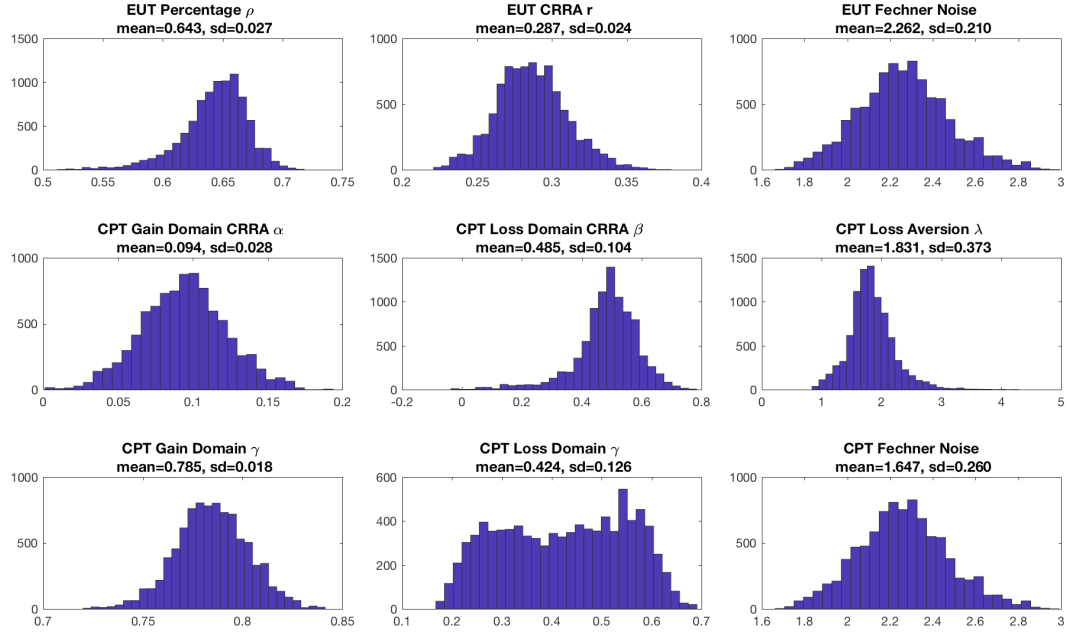 EUT Percentage ρ
mean=0.643, sd=0.027
1500
1000
500
0
0.5 0.55 0.6 0.65 0.7 0.75
EUT CRRA r
mean=0.287, sd=0.024
1000
500
0
0.2 0.25 0.3 0.35 0.4
EUT Fechner Noise
mean=2.262, sd=0.210
1000
500
0
1.6 1.8 2 2.2 2.4 2.6 2.8 3
CPT Gain Domain CRRA α
mean=0.094, sd=0.028
1000
500
0
0 0.05 0.1 0.15 0.2
CPT Loss Domain CRRA β
mean=0.485, sd=0.104
1500
1000
500
0
-0.2 0 0.2 0.4 0.6 0.8
CPT Loss Aversion λ
mean=1.831, sd=0.373
1500
1000
500
0
0 1 2 3 4 5
CPT Gain Domain γ
mean=0.785, sd=0.018
1000
500
0
0.7 0.75 0.8 0.85
CPT Loss Domain γ
mean=0.424, sd=0.126
600
400
200
0
0.1 0.2 0.3 0.4 0.5 0.6 0.7
CPT Fechner Noise
mean=1.647, sd=0.260
1000
500
0
1.6 1.8 2 2.2 2.4 2.6 2.8 3